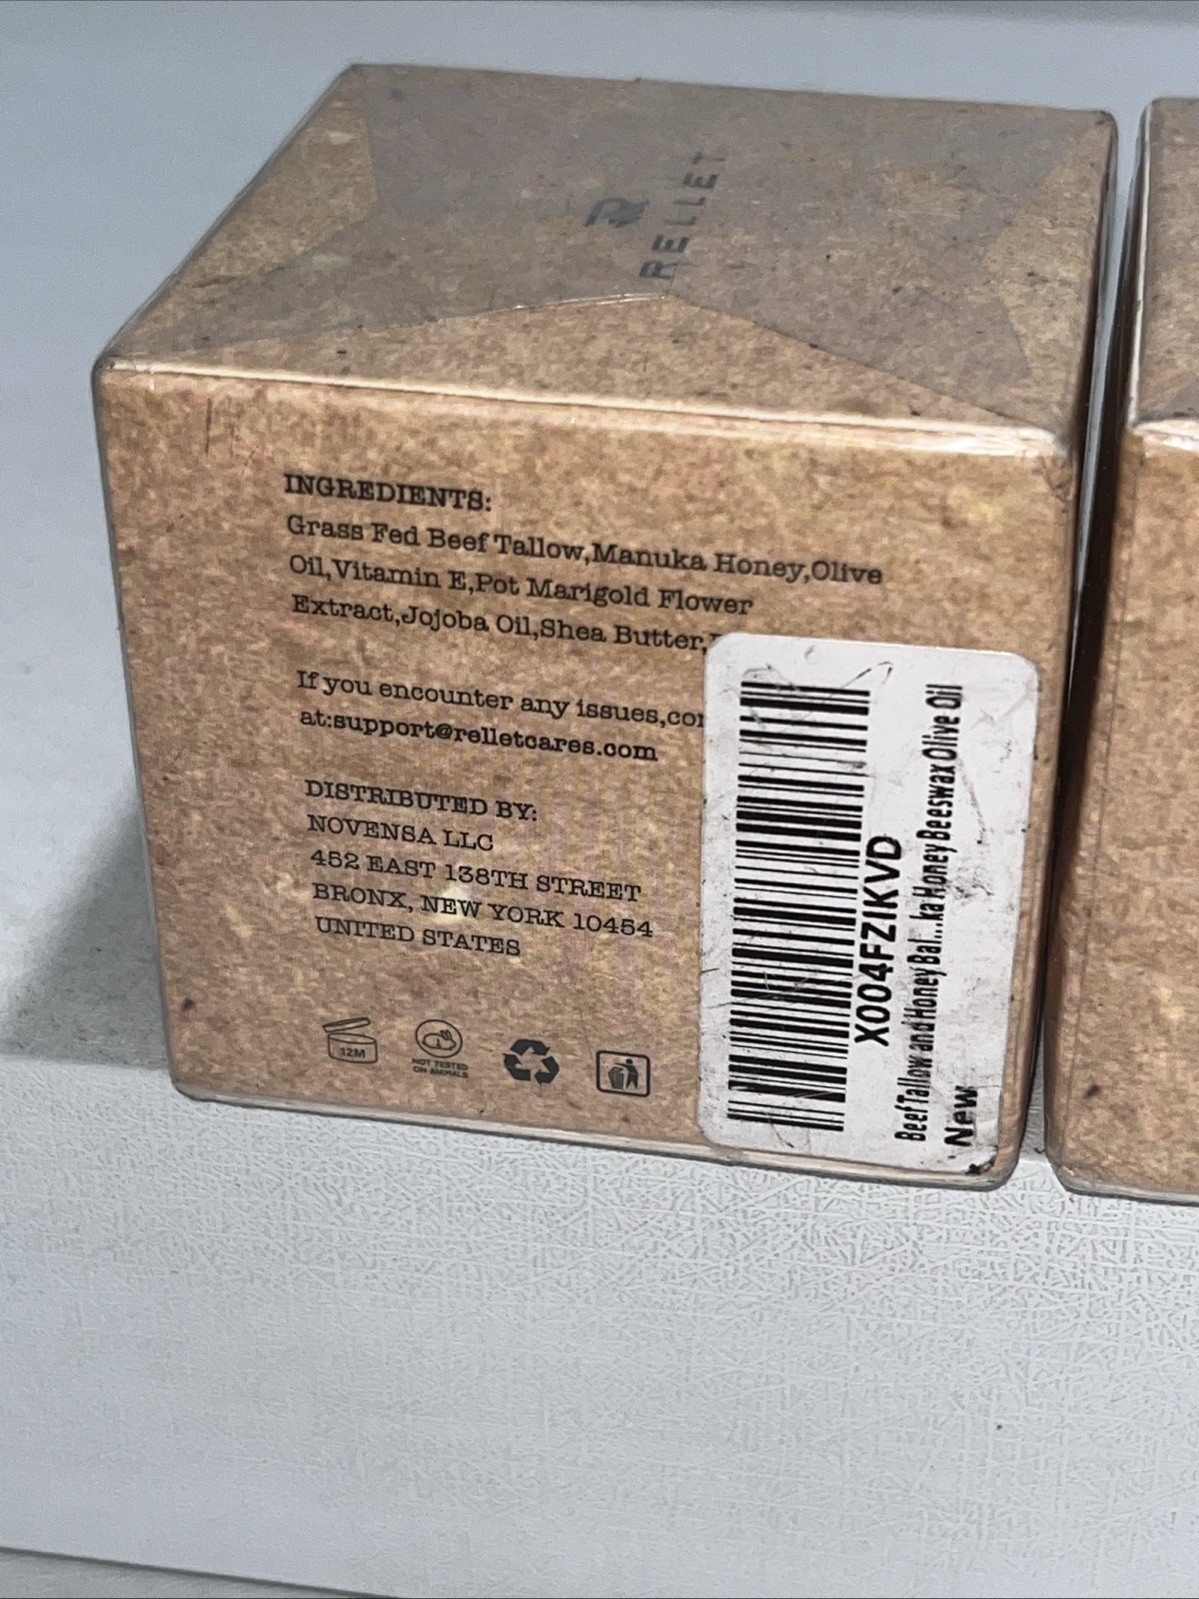 RELLET
INGREDIENTS:
Grass Fed Beef Tallow,Manuka Honey,Olive
Oil,Vitamin E,Pot Marigold Flower
Extract,Jojoba Oil,Shea Butter,
If you encounter any issues,
at:support@relletcares.com
DISTRIBUTED BY:
NOVENSA LLC
452 EAST 138TH STREET
BRONX, NEW YORK 10454
UNITED STATES
12M
NOT TESTED
ON ANIMALS
X004FZIKVD
Beef Tallow and Honey Bal...ka Honey Beeswax Olive Oil
New